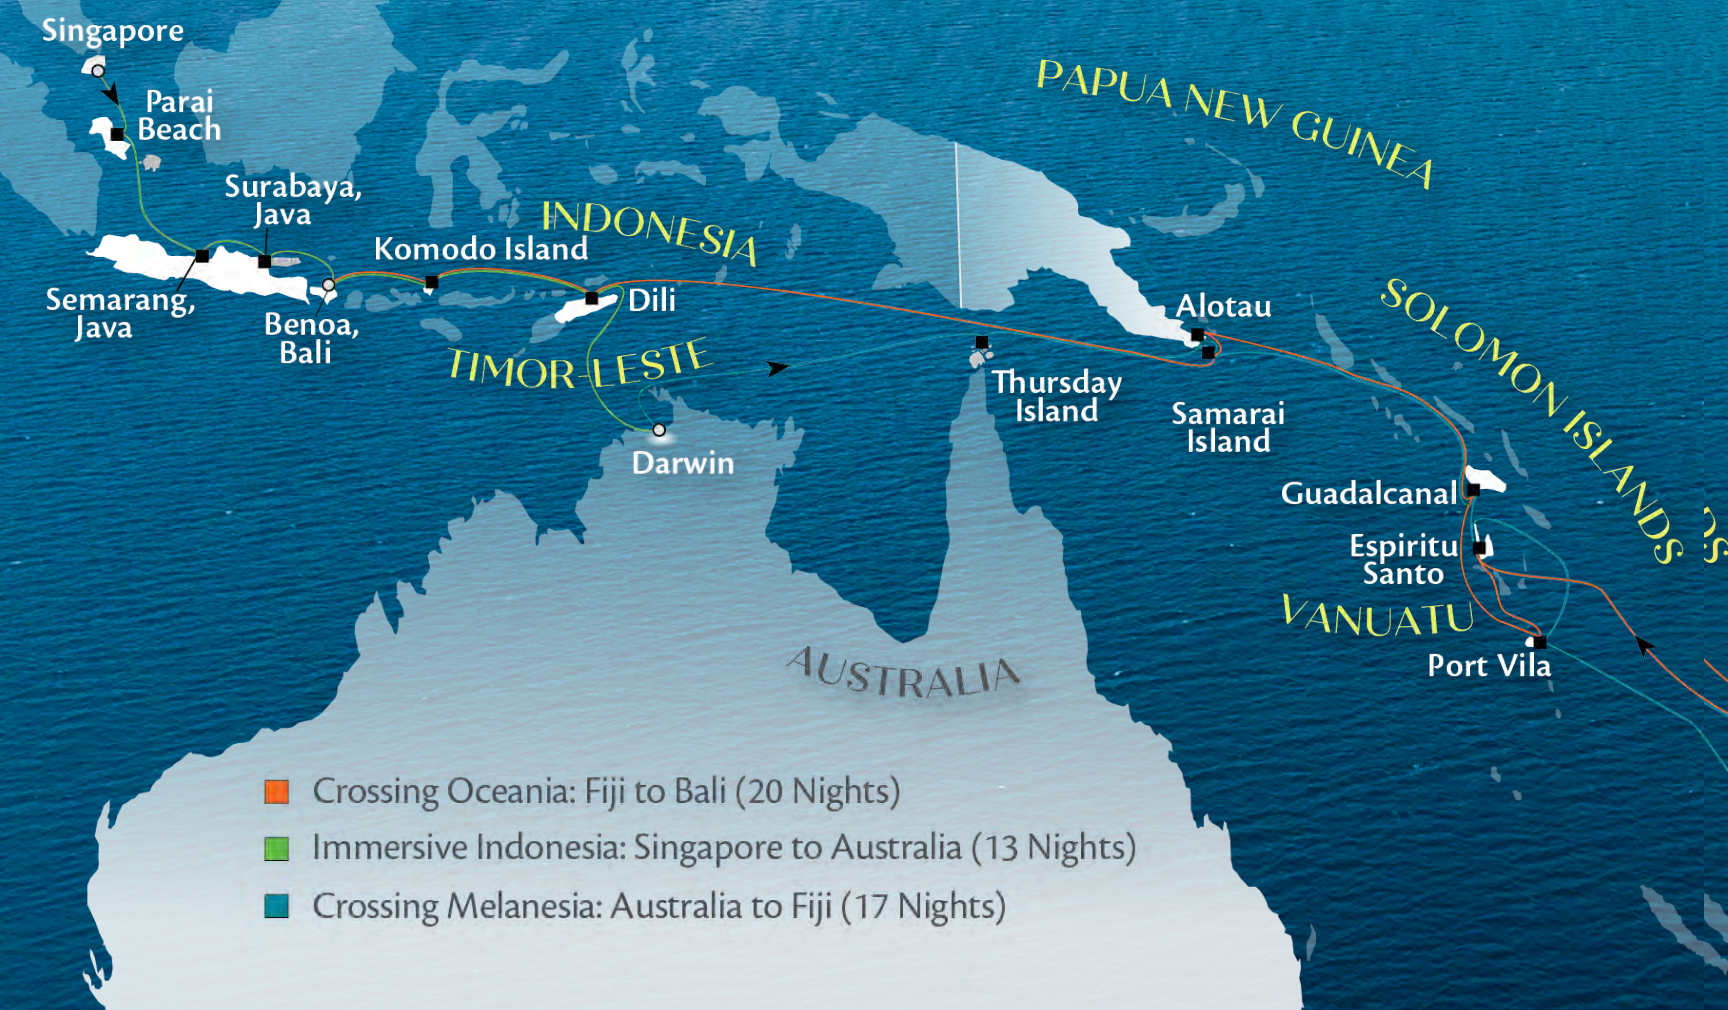 Singapore
Parai
Beach
Surabaya,
Java
Semarang,
Java
Benoa,
Bali
Komodo Island
INDONESIA
Dili
TIMOR-LESTE
Darwin
PAPUA NEW GUINEA
Alotau
Thursday
Island
Samarai
Island
SOLOMON ISLANDS
DS
Guadalcanal
Espiritu
Santo
VANUATU
Port Vila
AUSTRALIA
Crossing Oceania: Fiji to Bali (20 Nights)
Immersive Indonesia: Singapore to Australia (13 Nights)
Crossing Melanesia: Australia to Fiji (17 Nights)